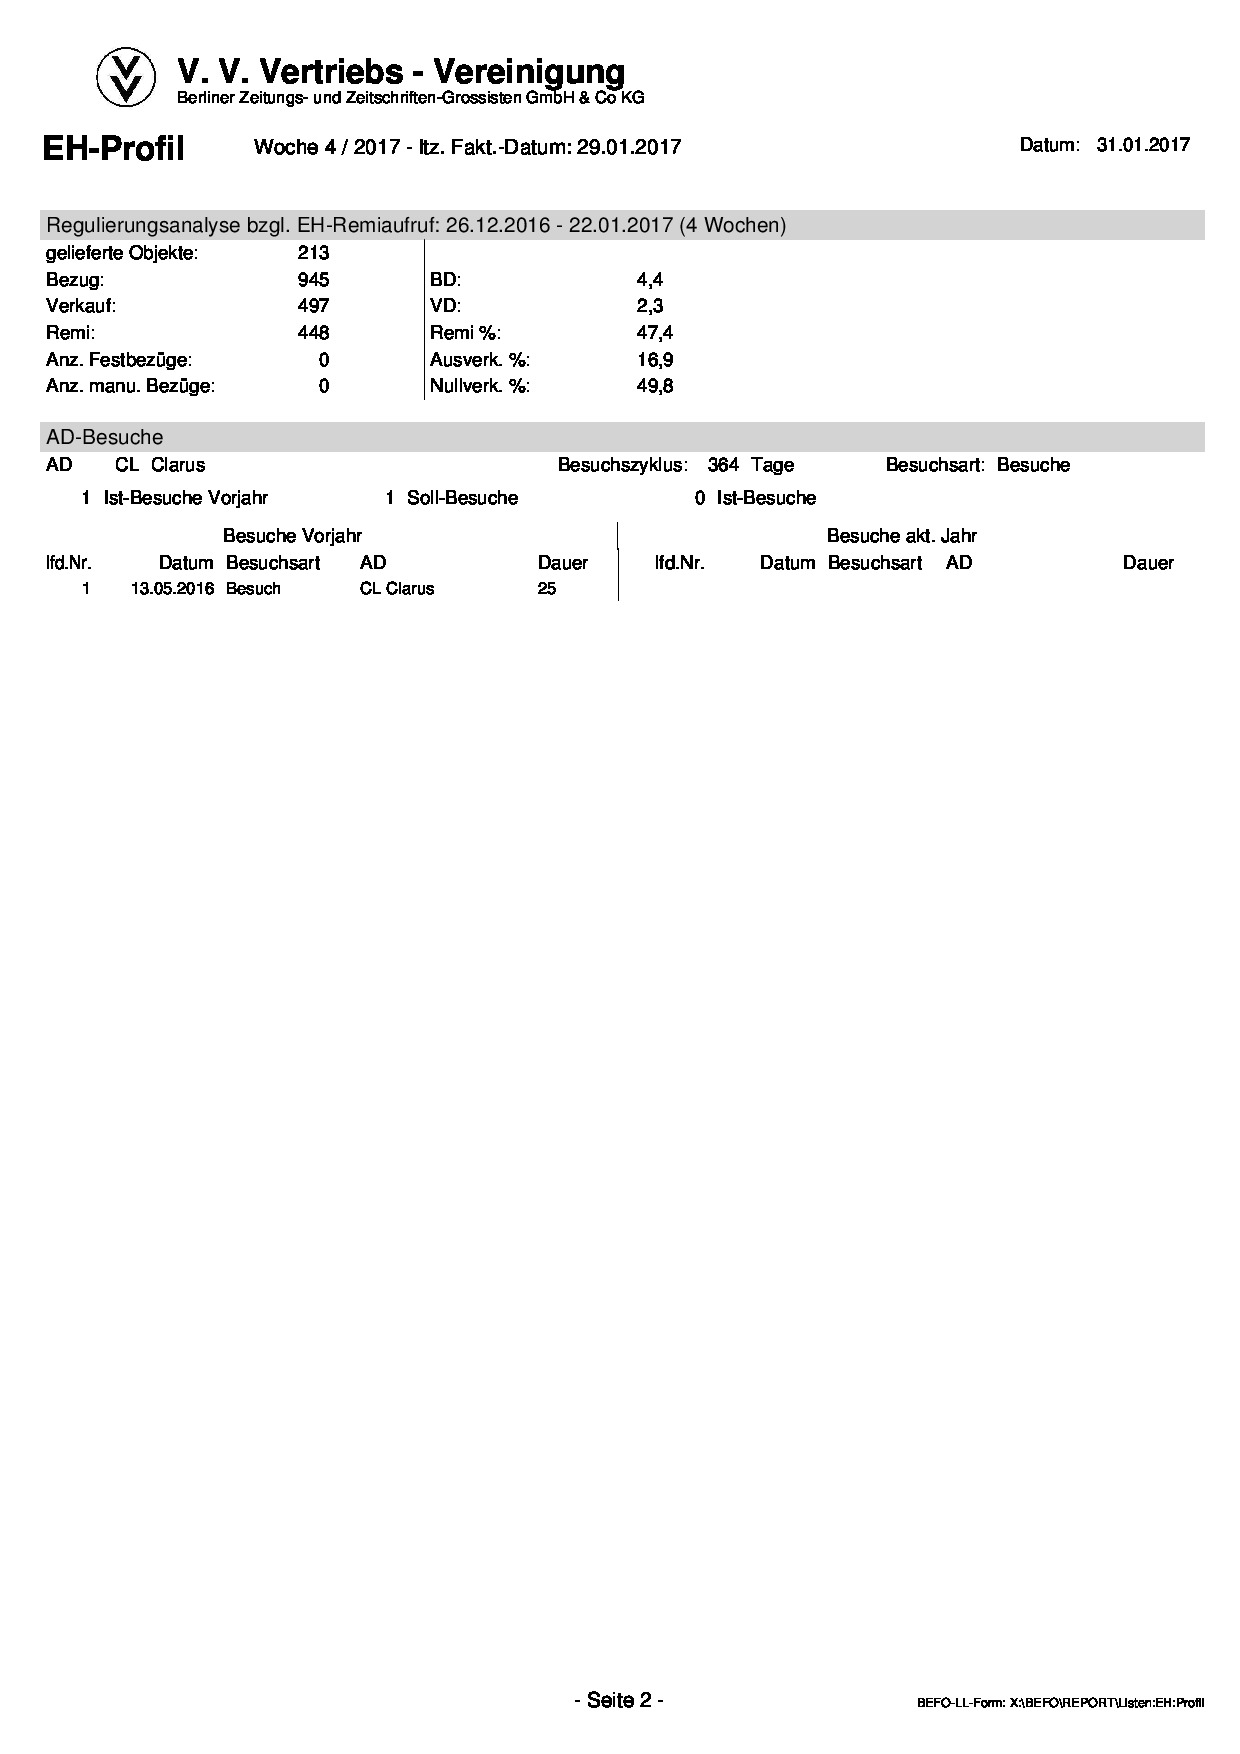 V. V. Vertriebs - Vereinigung
Berliner Zeitungs- und Zeitschriften-Grossisten GmbH & Co KG
EH-Profil Woche 4 / 2017 - ltz. Fakt.-Datum: 29.01.2017 Datum: 31.01.2017
Regulierungsanalyse bzgl. EH-Remiaufruf: 26.12.2016 - 22.01.2017 (4 Wochen)
gelieferte Objekte: 213
Bezug: 945 BD: 4,4
Verkauf: 497 VD: 2,3
Remi: 448 Remi %: 47,4
Anz. Festbezüge: 0 Ausverk. %: 16,9
Anz. manu. Bezüge: 0 Nullverk. %: 49,8
AD-Besuche
AD CL Clarus Besuchszyklus: 364 Tage Besuchsart: Besuche
1 Ist-Besuche Vorjahr 1 Soll-Besuche 0 Ist-Besuche
Besuche Vorjahr Besuche akt. Jahr
lfd.Nr. Datum Besuchsart AD Dauer lfd.Nr. Datum Besuchsart AD Dauer
1 13.05.2016 Besuch CL Clarus 25
- Seite 2 - BEFO-LL-Form: X:\BEFO\REPORT\Listen:EH:Profil